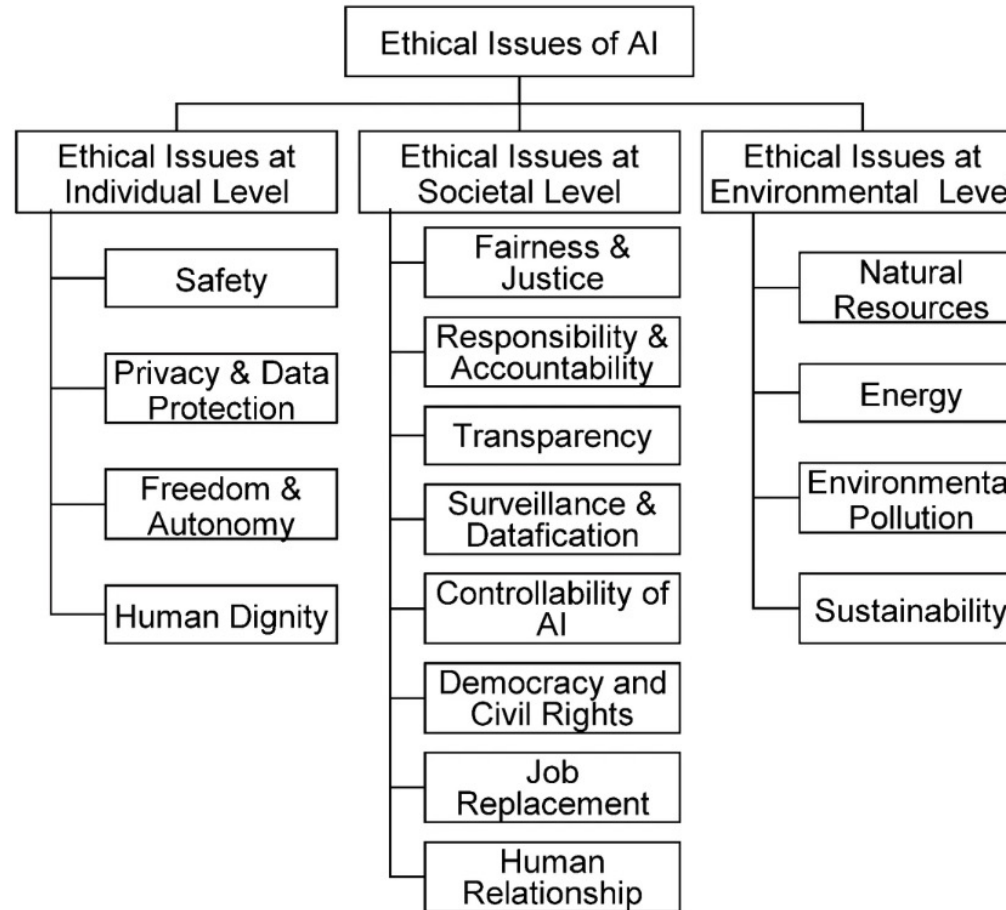 Ethical Issues of AI
Ethical Issues at
Individual Level
Safety
Privacy & Data
Protection
Freedom &
Autonomy
Human Dignity
Ethical Issues at
Societal Level
Fairness &
Justice
Responsibility &
Accountability
Transparency
Surveillance &
Datafication
Controllability of
AI
Democracy and
Civil Rights
Job
Replacement
Human
Relationship
Ethical Issues at
Environmental Level
Natural
Resources
Energy
Environmental
Pollution
Sustainability